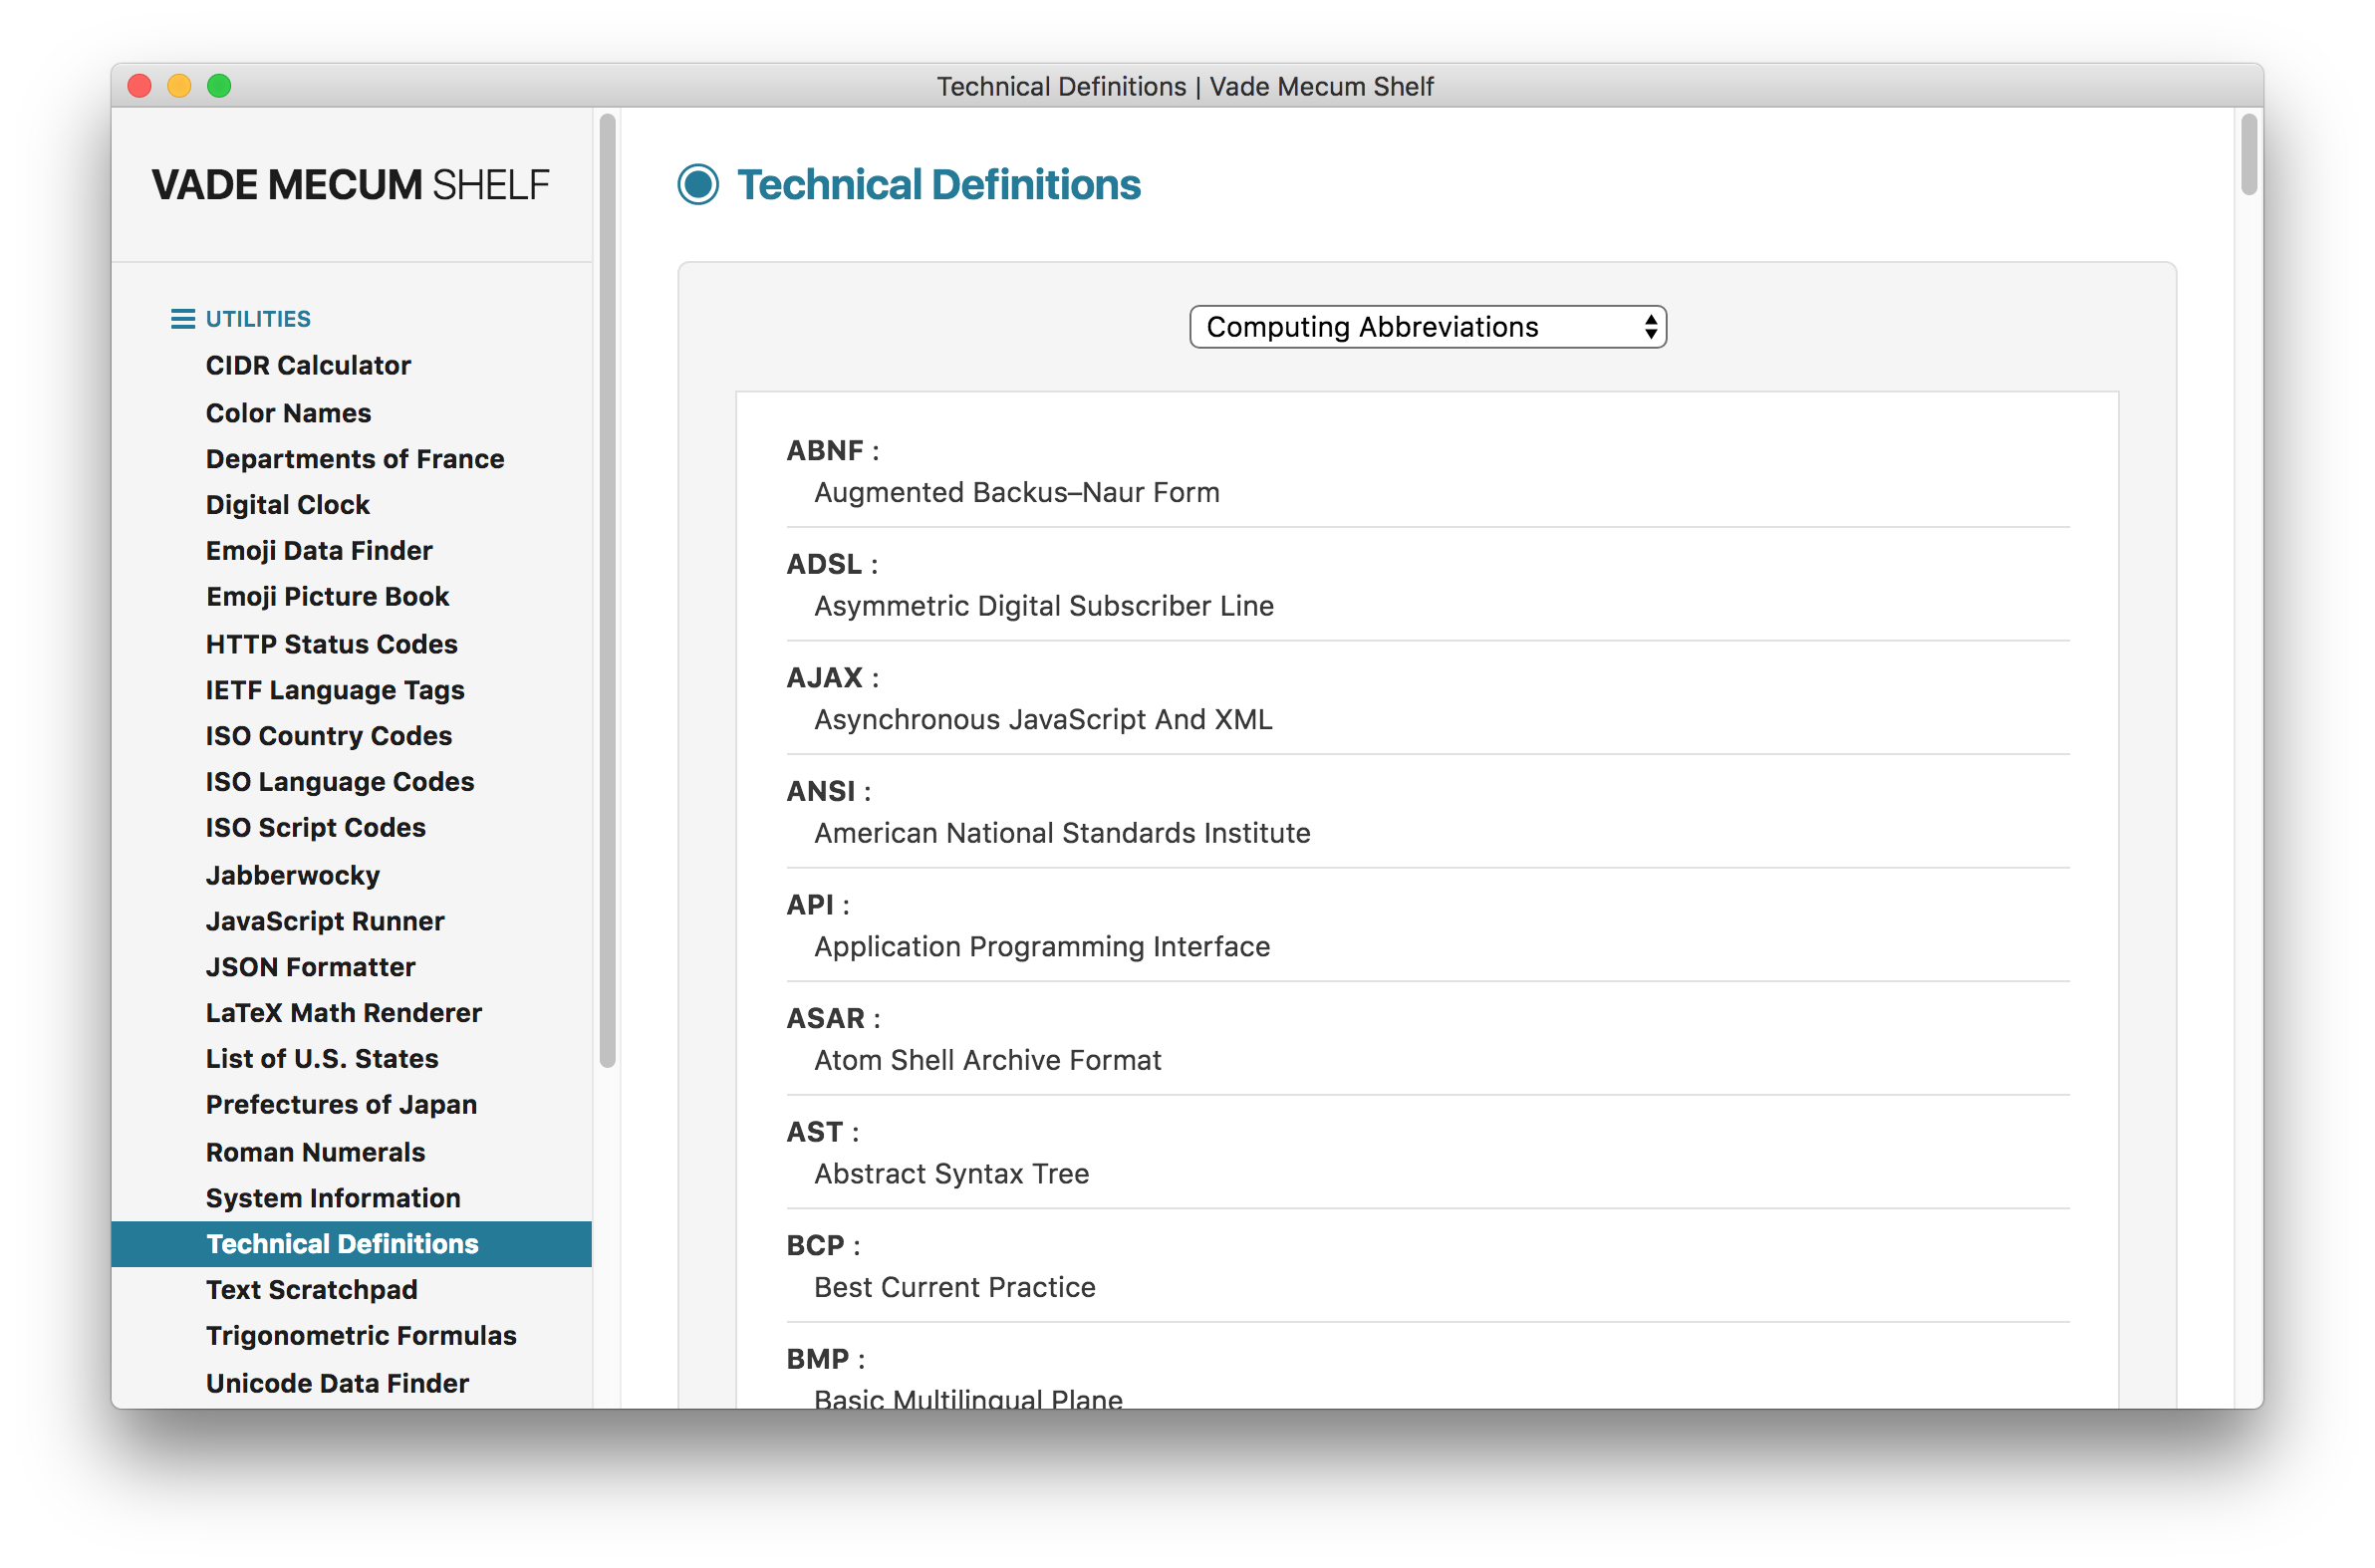 Technical Definitions | Vade Mecum Shelf
VADE MECUM SHELF
UTILITIES
CIDR Calculator
Color Names
Departments of France
Digital Clock
Emoji Data Finder
Emoji Picture Book
HTTP Status Codes
IETF Language Tags
ISO Country Codes
ISO Language Codes
ISO Script Codes
Jabberwocky
JavaScript Runner
JSON Formatter
LaTeX Math Renderer
List of U.S. States
Prefectures of Japan
Roman Numerals
System Information
Technical Definitions
Text Scratchpad
Trigonometric Formulas
Unicode Data Finder
Technical Definitions
Computing Abbreviations
ABNF :
Augmented Backus–Naur Form
ADSL :
Asymmetric Digital Subscriber Line
AJAX :
Asynchronous JavaScript And XML
ANSI :
American National Standards Institute
API :
Application Programming Interface
ASAR :
Atom Shell Archive Format
AST :
Abstract Syntax Tree
BCP :
Best Current Practice
BMP :
Basic Multilingual Plane